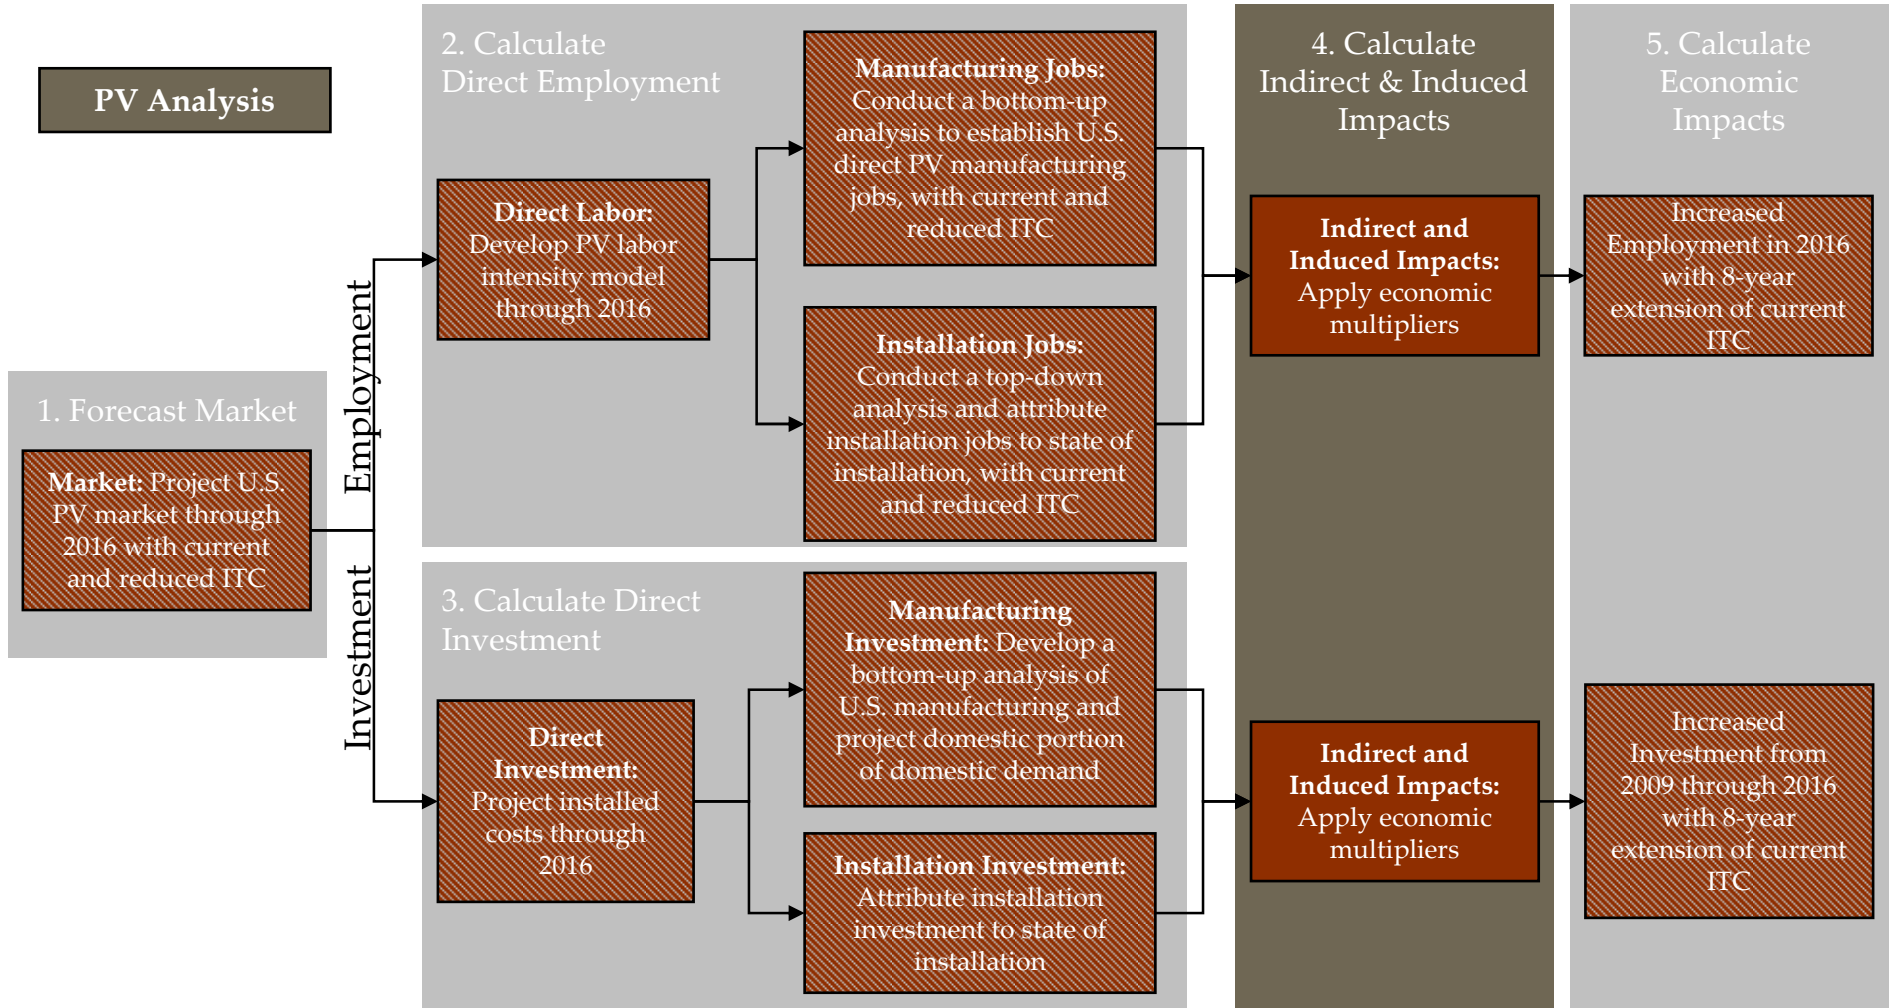 PV Analysis
1. Forecast Market
Market: Project U.S.
PV market through
2016 with current
and reduced ITC
Employment
Investment
2. Calculate
Direct Employment
Direct Labor:
Develop PV labor
intensity model
through 2016
Manufacturing Jobs:
Conduct a bottom-up
analysis to establish U.S.
direct PV manufacturing
jobs, with current and
reduced ITC
Installation Jobs:
Conduct a top-down
analysis and attribute
installation jobs to state of
installation, with current
and reduced ITC
3. Calculate Direct
Investment
Direct
Investment:
Project installed
costs through
2016
Manufacturing
Investment: Develop a
bottom-up analysis of
U.S. manufacturing and
project domestic portion
of domestic demand
Installation Investment:
Attribute installation
investment to state of
installation
4. Calculate
Indirect & Induced
Impacts
Indirect and
Induced Impacts:
Apply economic
multipliers
Indirect and
Induced Impacts:
Apply economic
multipliers
5. Calculate
Economic
Impacts
Increased
Employment in 2016
with 8-year
extension of current
ITC
Increased
Investment from
2009 through 2016
with 8-year
extension of current
ITC